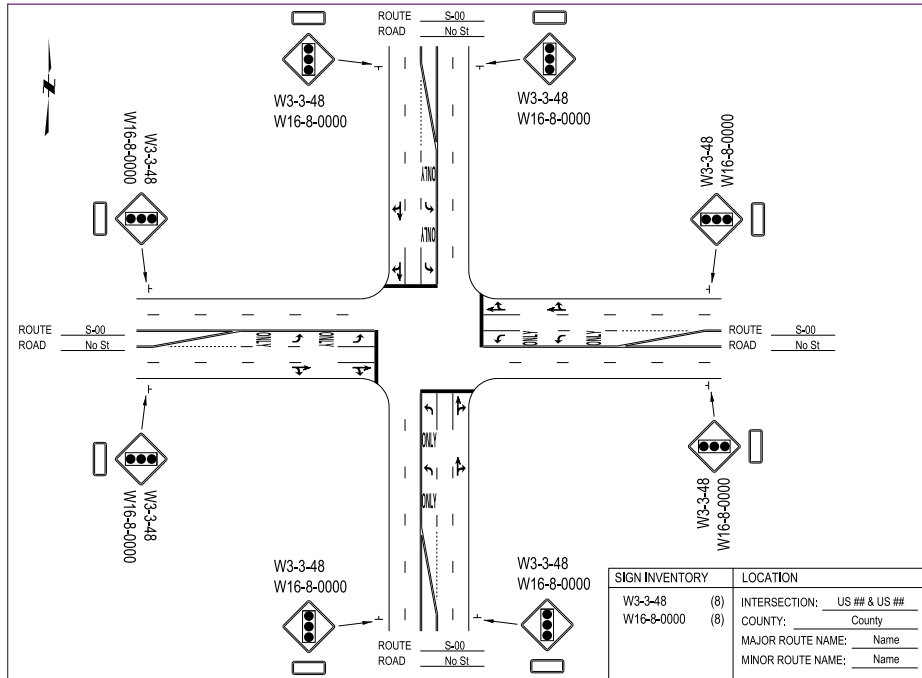 ROUTE S-00
ROAD No St
W3-3-48
W16-8-0000
W3-3-48
W16-8-0000
W3-3-48
W16-8-0000
W3-3-48
W16-8-0000
N
ONLY
ONLY
ROUTE S-00
ROAD No St
ONLY
ONLY
ONLY
ONLY
ROUTE S-00
ROAD No St
ONLY
ONLY
W3-3-48
W16-8-0000
W3-3-48
W16-8-0000
W3-3-48
W16-8-0000
W3-3-48
W16-8-0000
ROUTE S-00
ROAD No St
SIGN INVENTORY
W3-3-48 (8)
W16-8-0000 (8)
LOCATION
INTERSECTION: US ## & US ##
COUNTY: County
MAJOR ROUTE NAME: Name
MINOR ROUTE NAME: Name